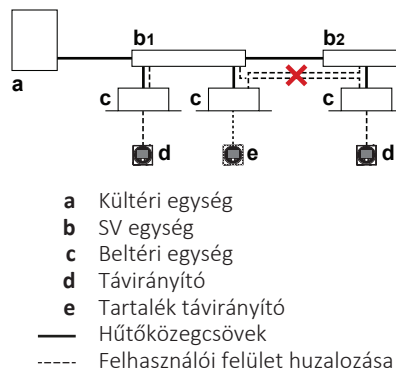 b1 b2
a
c c c
d e d
a Kültéri egység
b SV egység
c Beltéri egység
d Távirányító
e Tartalék távirányító
Hűtőközegcsövek
Felhasználói felület huzalozása